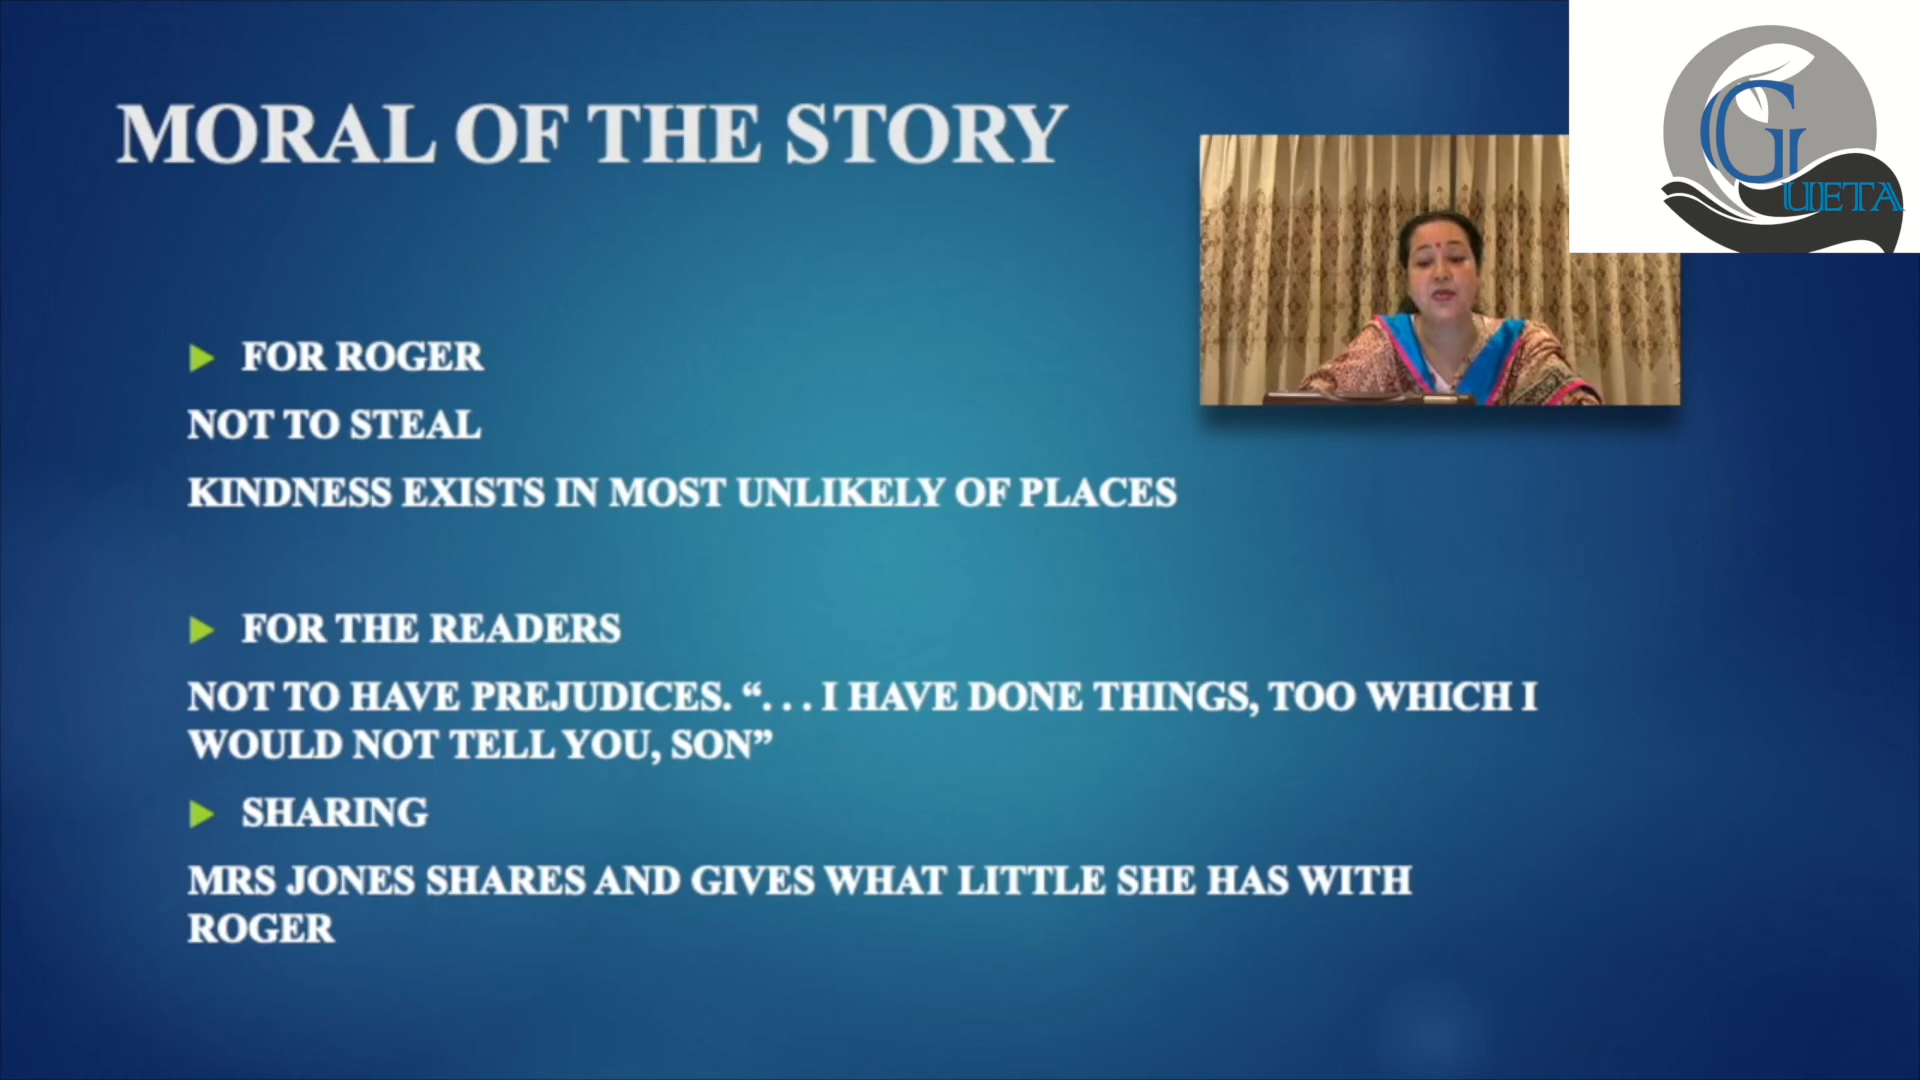 MORAL OF THE STORY
GUETA
FOR ROGER
NOT TO STEAL
KINDNESS EXISTS IN MOST UNLIKELY OF PLACES
FOR THE READERS
NOT TO HAVE PREJUDICES. “. . . I HAVE DONE THINGS, TOO WHICH I
WOULD NOT TELL YOU, SON”
SHARING
MRS JONES SHARES AND GIVES WHAT LITTLE SHE HAS WITH
ROGER